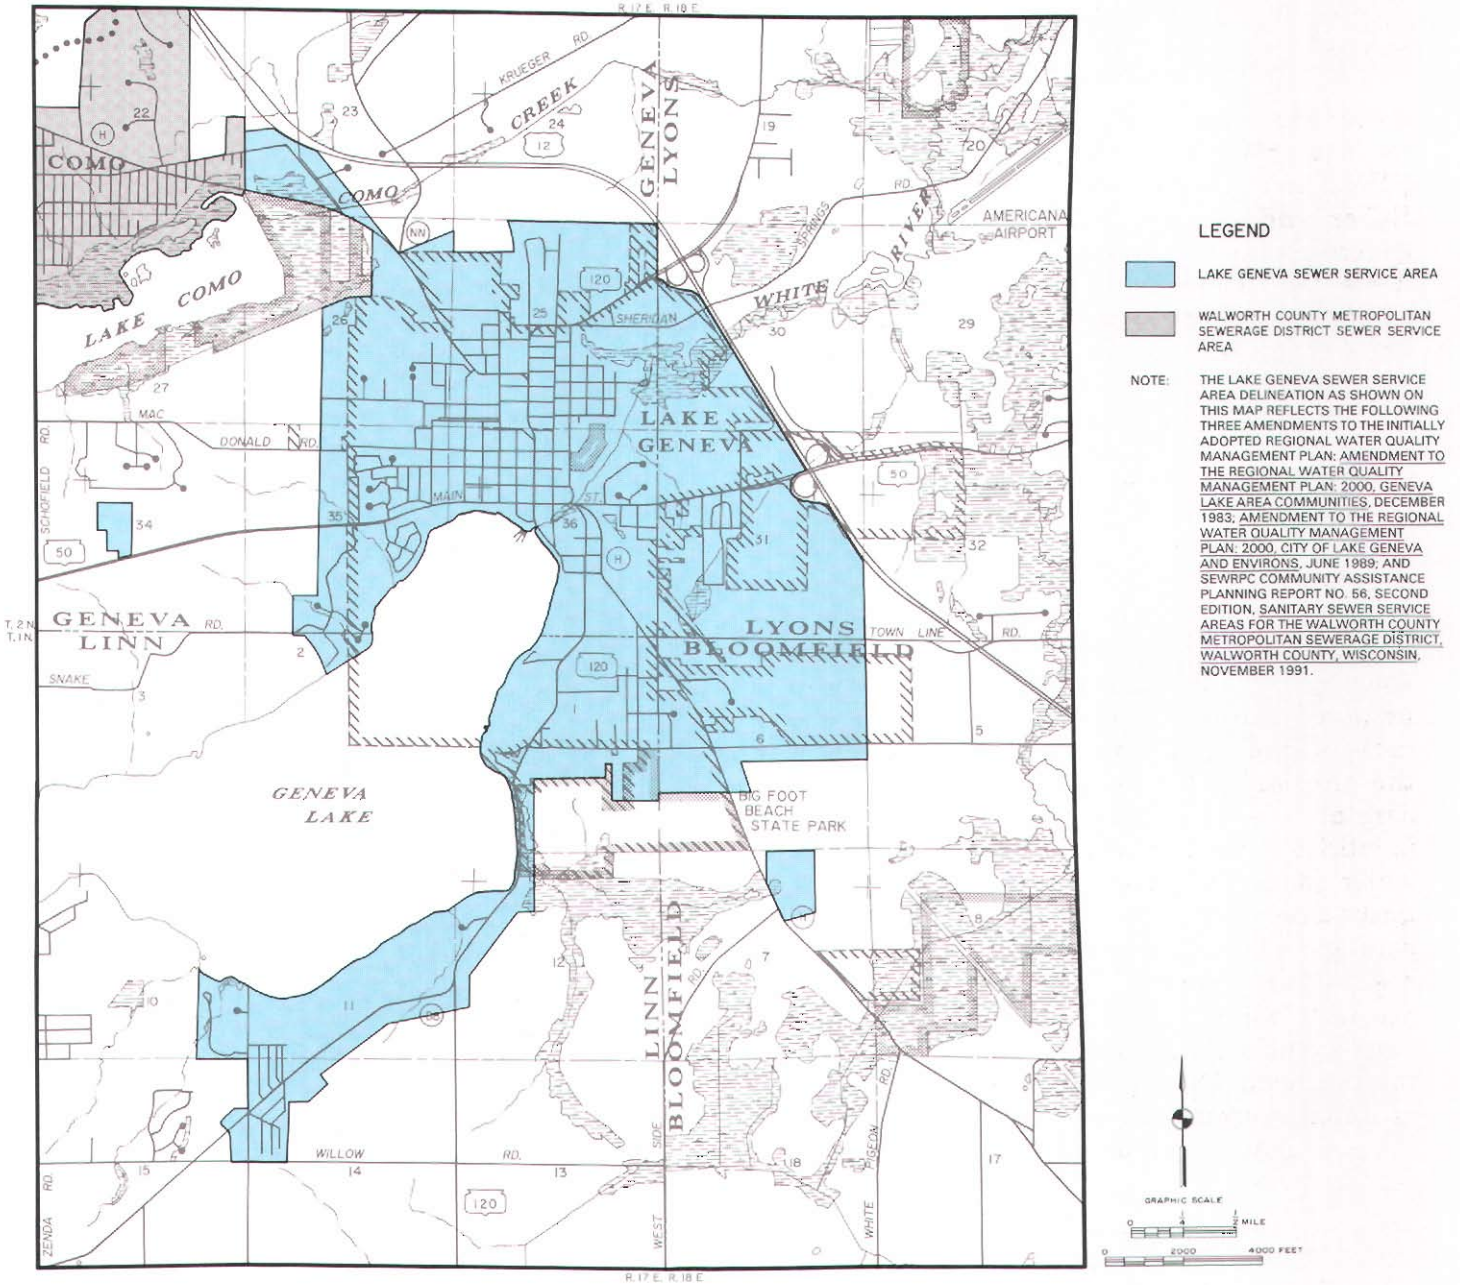 R. 17 E. R. 18 E.
KRUEGER RD.
CREEK
GENEVA
LYONS
22
23
24
12
19
20
H
COMO
COMO
RD.
RIVER
SPRINGS
AMERICANA
AIRPORT
NN
LAKE COMO
120
WHITE
25
SHERIDAN
26
30
29
27
MAC
DONALD RD.
LAKE
GENEVA
SCHOFIELD RD.
50
MAIN ST.
34
35
36
50
31
32
H
T. 2 N.
T. 1 N.
GENEVA
LINN
RD.
LYONS
BLOOMFIELD
TOWN LINE RD.
SNAKE
2
3
120
1
6
5
GENEVA
LAKE
BIG FOOT
BEACH
STATE PARK
H
8
7
12
11
10
RD.
LINN
BLOOMFIELD
WILLOW RD.
15
14
13
18
17
120
ZENDA RD.
WEST SIDE
WHITE PIGEON RD.
R. 17 E. R. 18 E.
LEGEND
LAKE GENEVA SEWER SERVICE AREA
WALWORTH COUNTY METROPOLITAN
SEWERAGE DISTRICT SEWER SERVICE
AREA
NOTE: THE LAKE GENEVA SEWER SERVICE
AREA DELINEATION AS SHOWN ON
THIS MAP REFLECTS THE FOLLOWING
THREE AMENDMENTS TO THE INITIALLY
ADOPTED REGIONAL WATER QUALITY
MANAGEMENT PLAN: AMENDMENT TO
THE REGIONAL WATER QUALITY
MANAGEMENT PLAN: 2000, GENEVA
LAKE AREA COMMUNITIES, DECEMBER
1983; AMENDMENT TO THE REGIONAL
WATER QUALITY MANAGEMENT
PLAN: 2000, CITY OF LAKE GENEVA
AND ENVIRONS, JUNE 1989; AND
SEWRPC COMMUNITY ASSISTANCE
PLANNING REPORT NO. 56, SECOND
EDITION, SANITARY SEWER SERVICE
AREAS FOR THE WALWORTH COUNTY
METROPOLITAN SEWERAGE DISTRICT,
WALWORTH COUNTY, WISCONSIN,
NOVEMBER 1991.
GRAPHIC SCALE
0
MILE
0 2000 4000 FEET